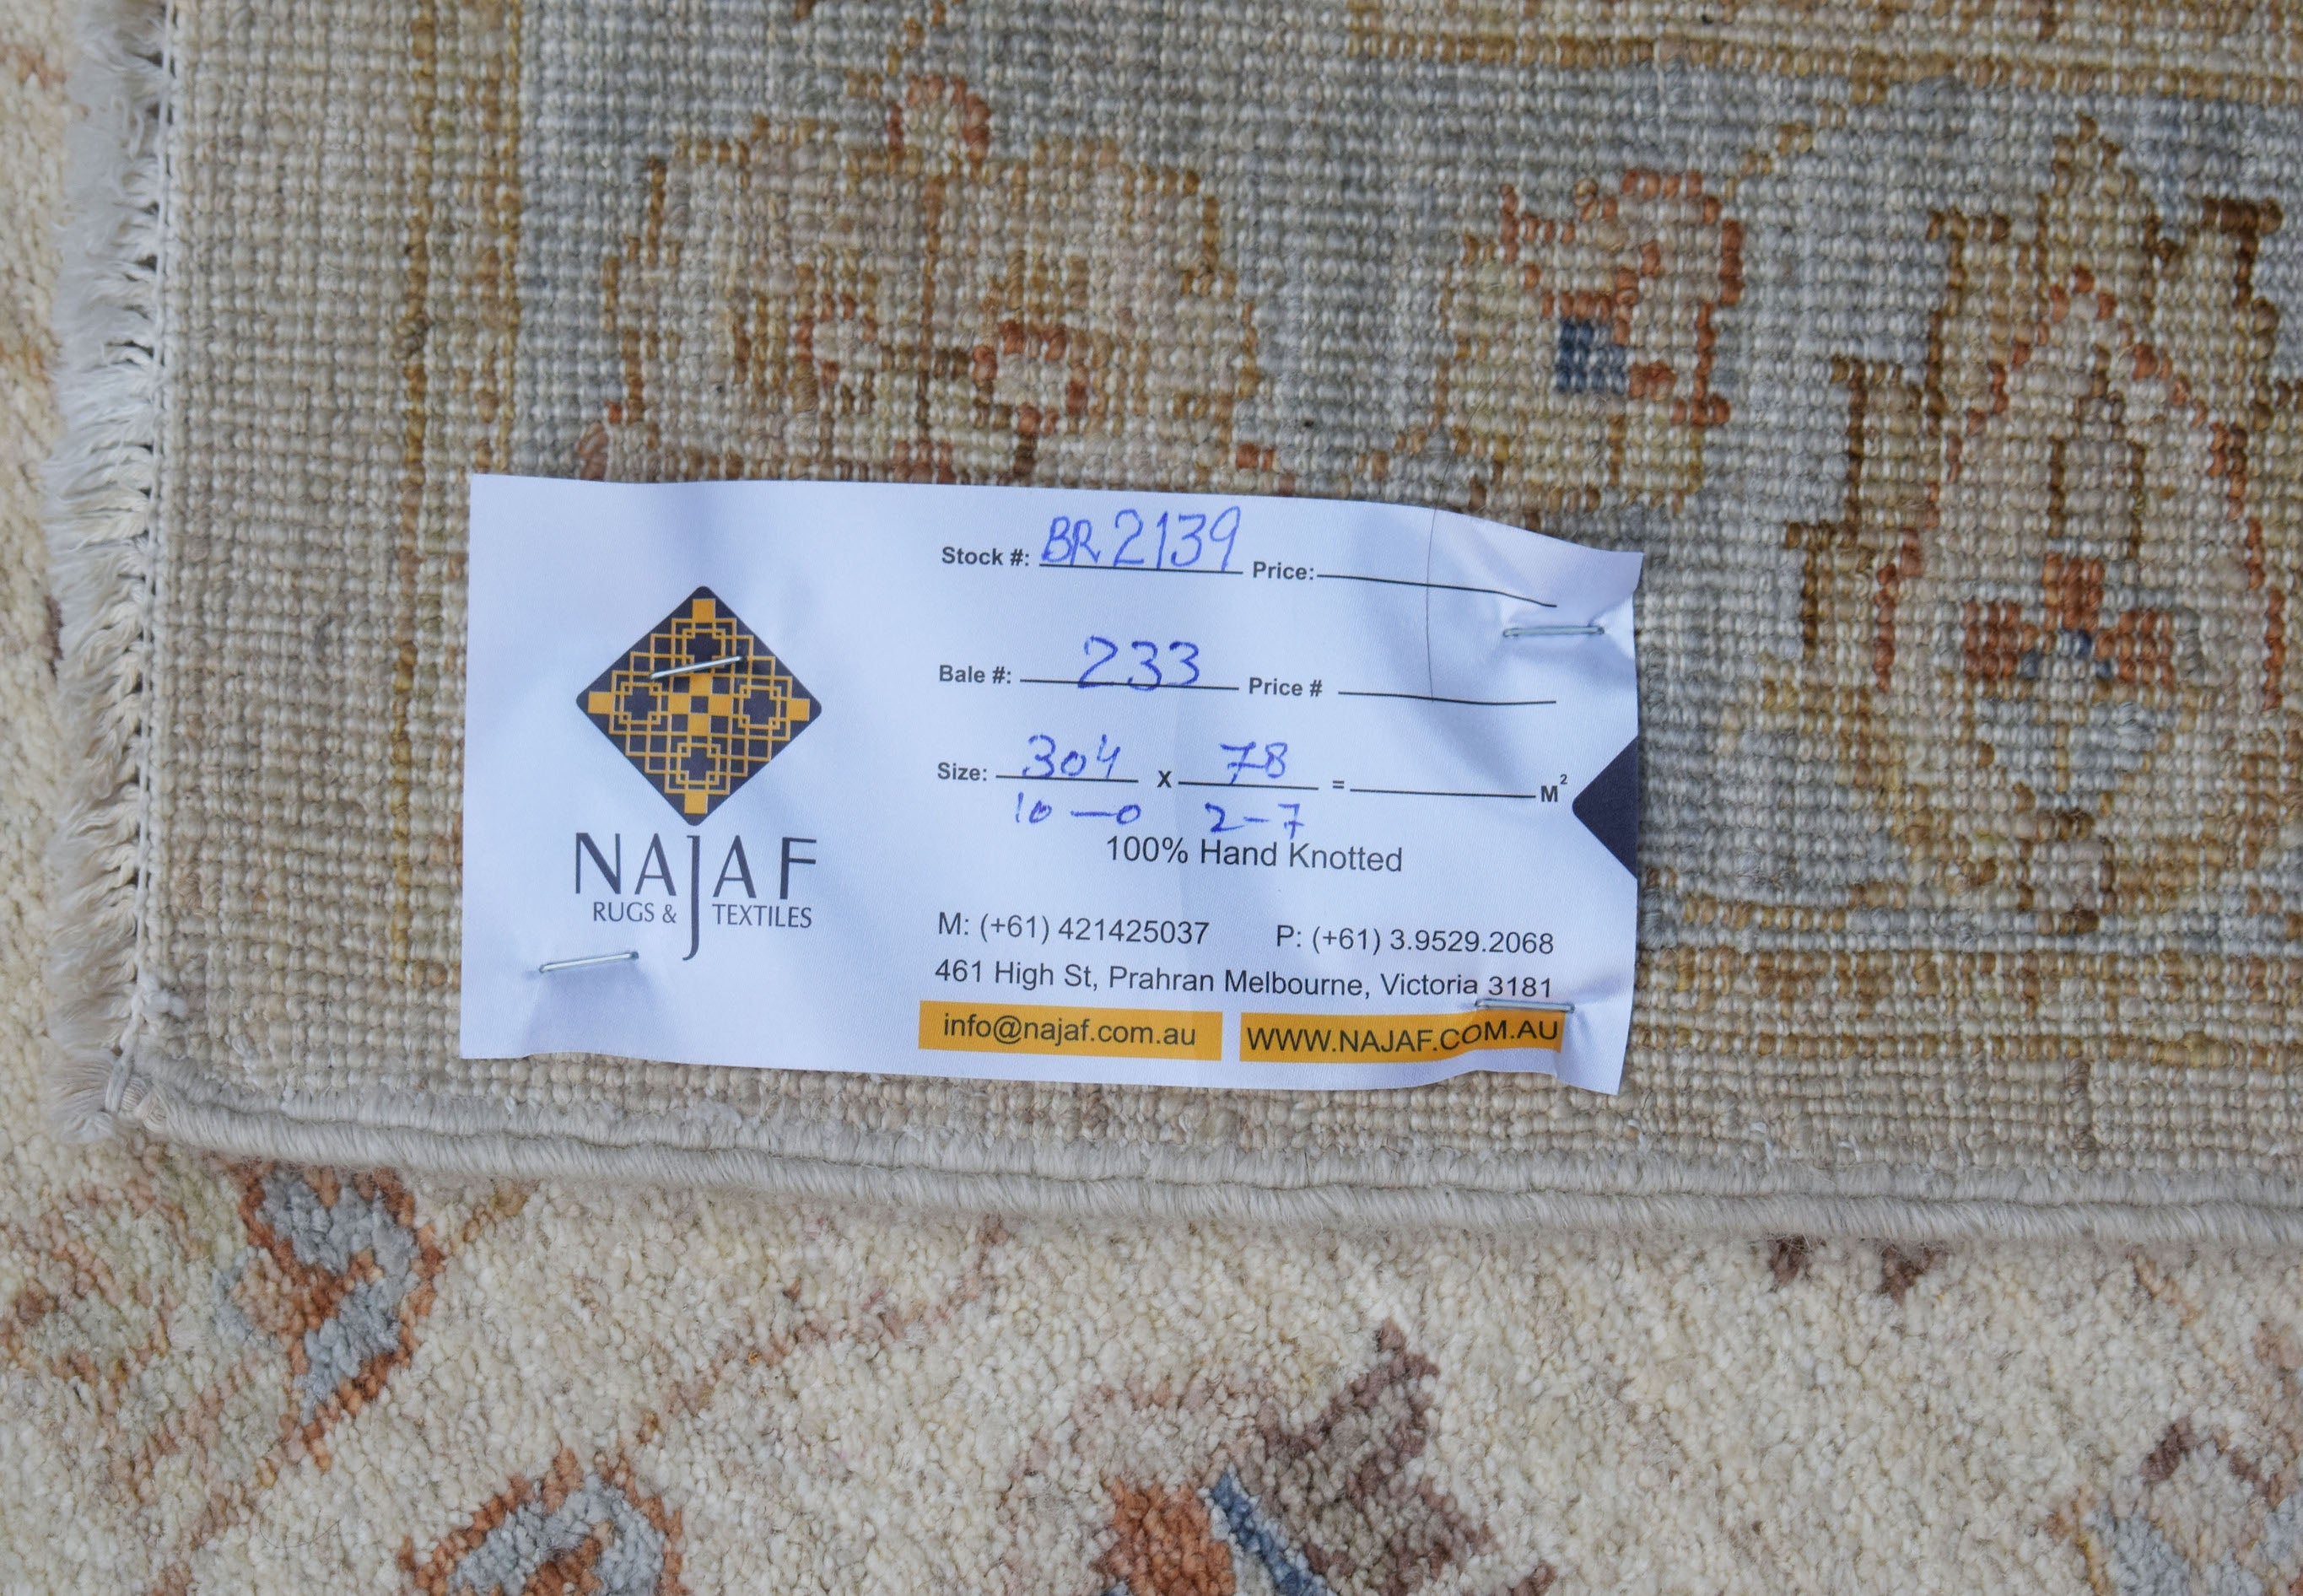 Stock #: BR2139 Price:
Bale #: 233 Price #
Size: 304 X 78 = M²
10-0 2-7
100% Hand Knotted
NAJAF
RUGS & TEXTILES
M: (+61) 421425037 P: (+61) 3.9529.2068
461 High St, Prahran Melbourne, Victoria 3181
info@najaf.com.au WWW.NAJAF.COM.AU